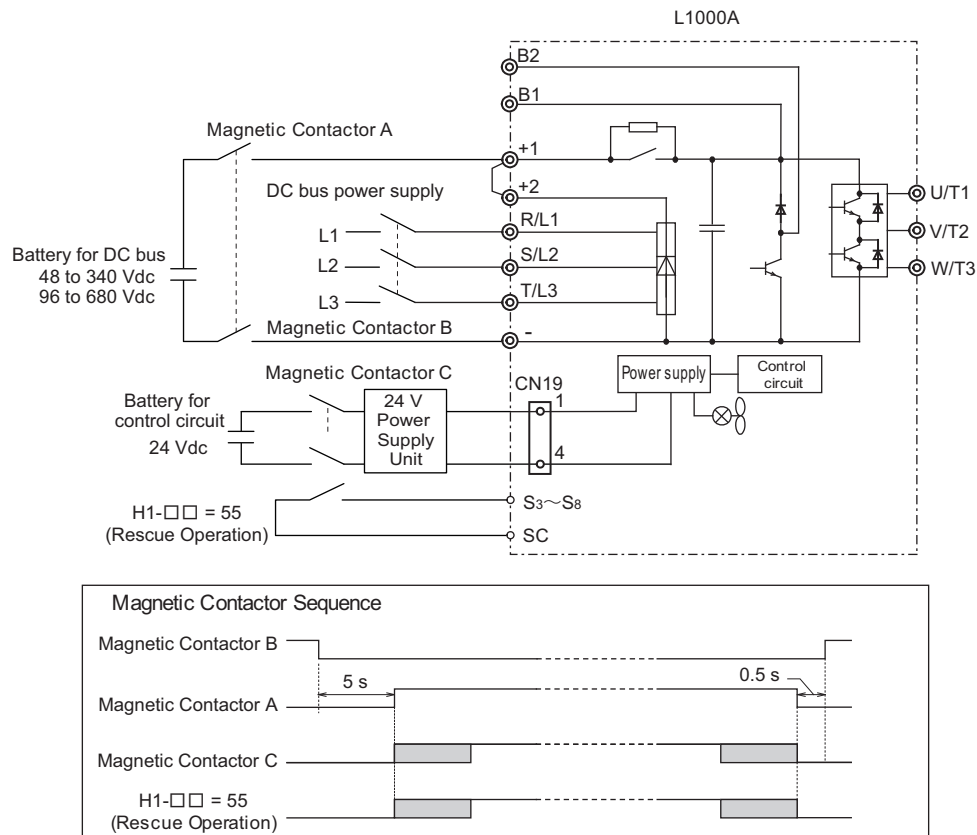 L1000A
B2
B1
Magnetic Contactor A
+1
DC bus power supply
+2
R/L1
L1
S/L2
L2
T/L3
L3
Battery for DC bus
48 to 340 Vdc
96 to 680 Vdc
U/T1
V/T2
W/T3
Magnetic Contactor B
-
Magnetic Contactor C
CN19
Power supply
Control
circuit
Battery for
control circuit
24 Vdc
24 V
Power
Supply
Unit
1
4
H1-□□ = 55
(Rescue Operation)
S3～S8
SC
Magnetic Contactor Sequence
Magnetic Contactor B
5 s
0.5 s
Magnetic Contactor A
Magnetic Contactor C
H1-□□ = 55
(Rescue Operation)